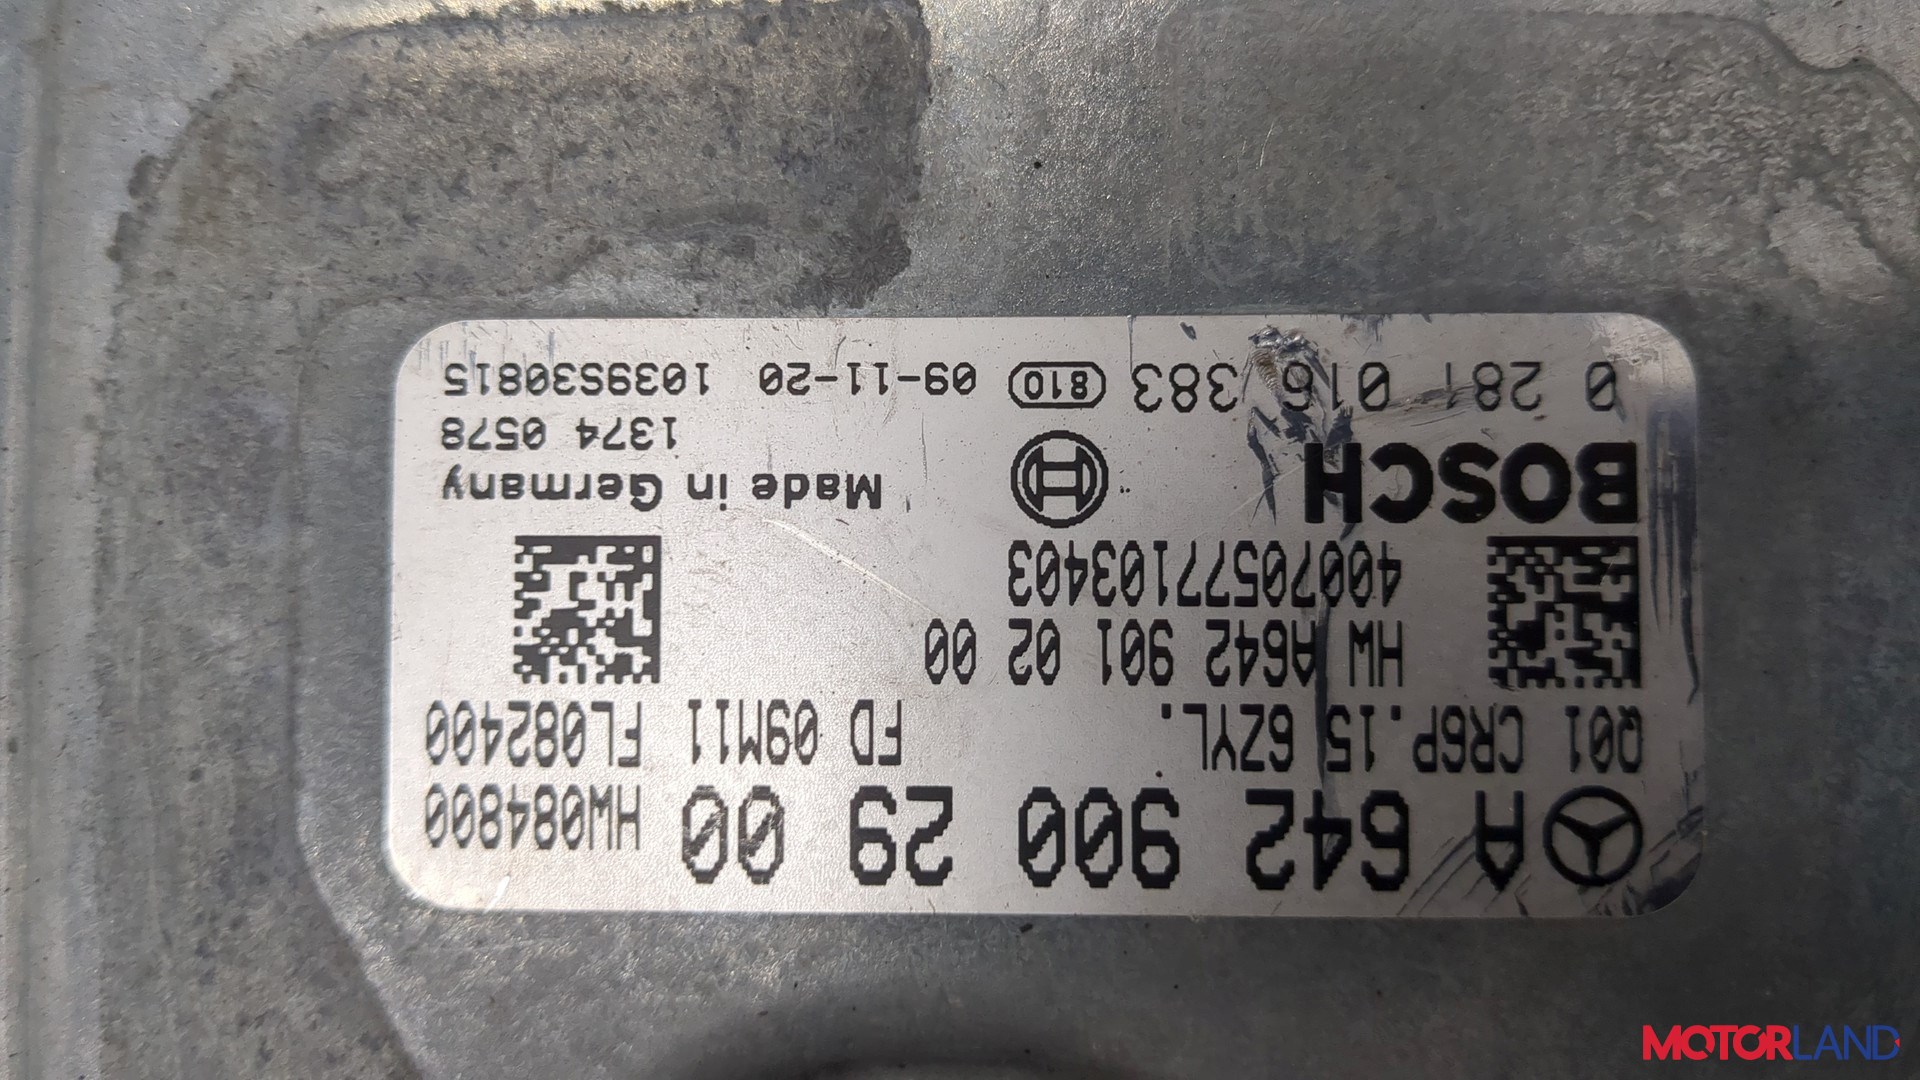 A 642 900 29 00 HW084800
Q01 CR6P.15 6ZYL. FD 09M11 FL082400
HW A642 901 02 00
40070577103403
BOSCH Made in Germany
1374 0578
0 281 016 383 810 09-11-20 1039S30815
MOTORLAND